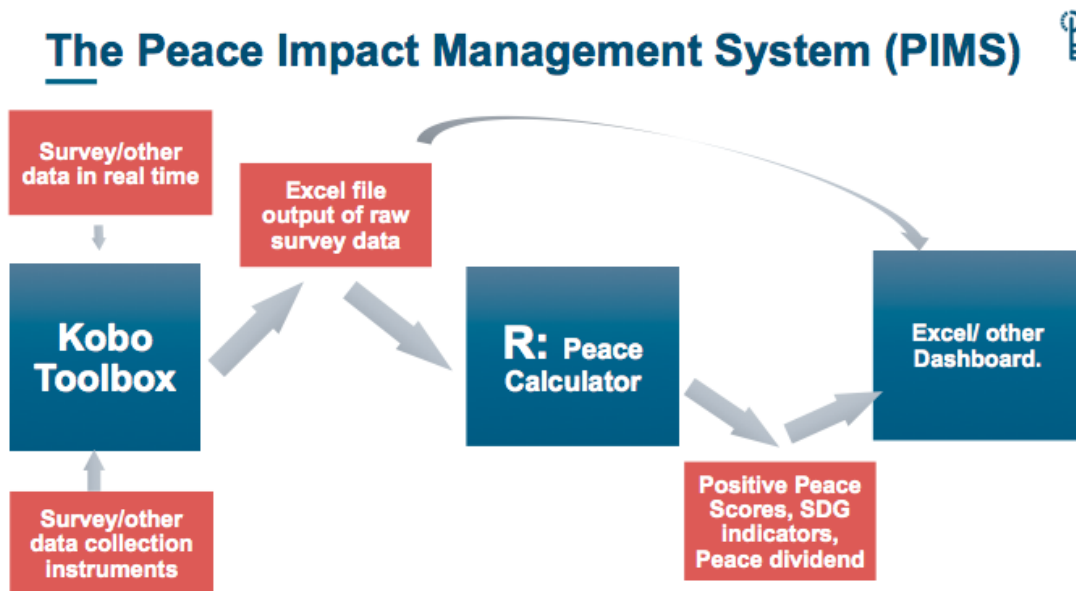 The Peace Impact Management System (PIMS)
Survey/other
data in real time
Excel file
output of raw
survey data
Kobo
Toolbox
R: Peace
Calculator
Excel/ other
Dashboard.
Survey/other
data collection
instruments
Positive Peace
Scores, SDG
indicators,
Peace dividend